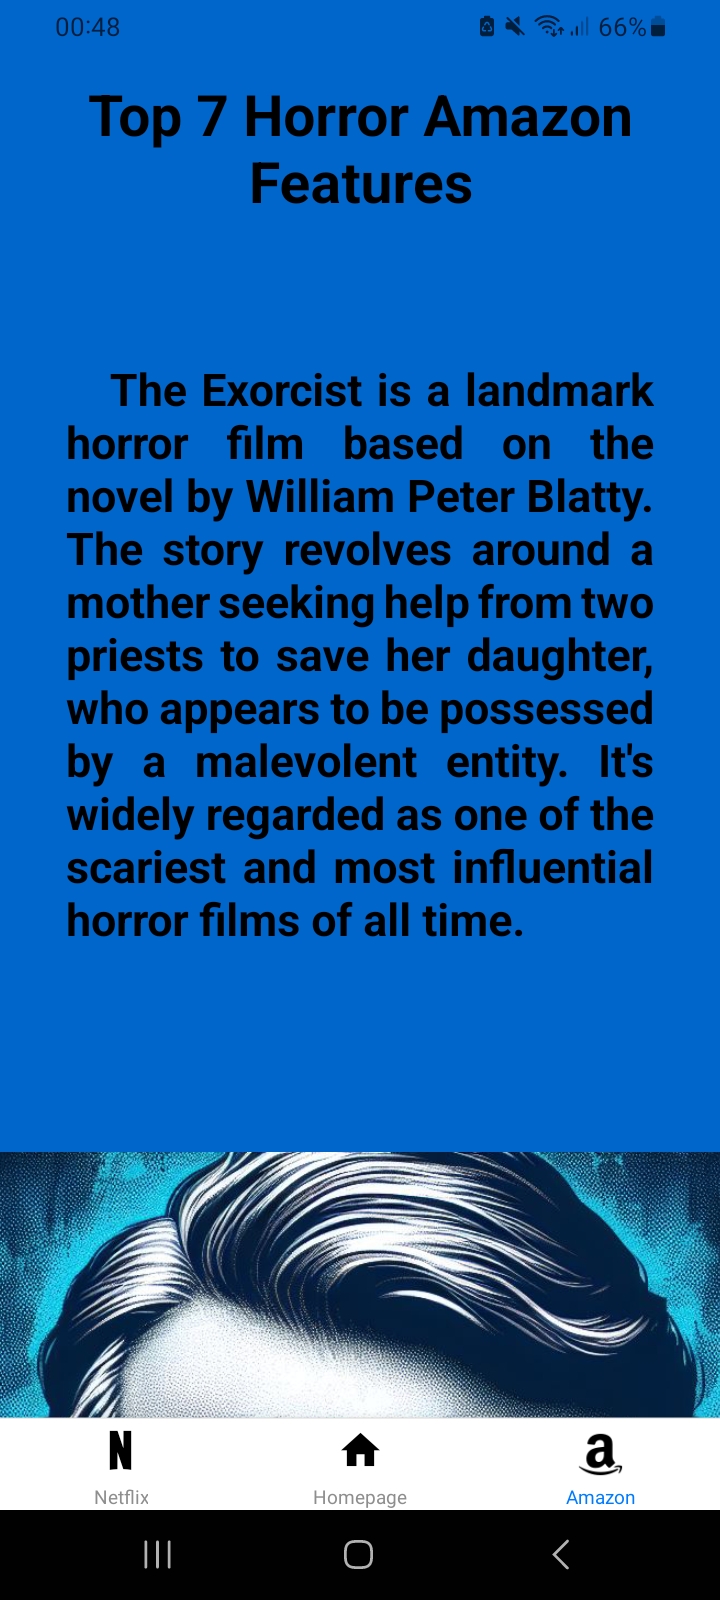 00:48
66%
Top 7 Horror Amazon
Features
The Exorcist is a landmark
horror film based on the
novel by William Peter Blatty.
The story revolves around a
mother seeking help from two
priests to save her daughter,
who appears to be possessed
by a malevolent entity. It's
widely regarded as one of the
scariest and most influential
horror films of all time.
N
a
Netflix
Homepage
Amazon